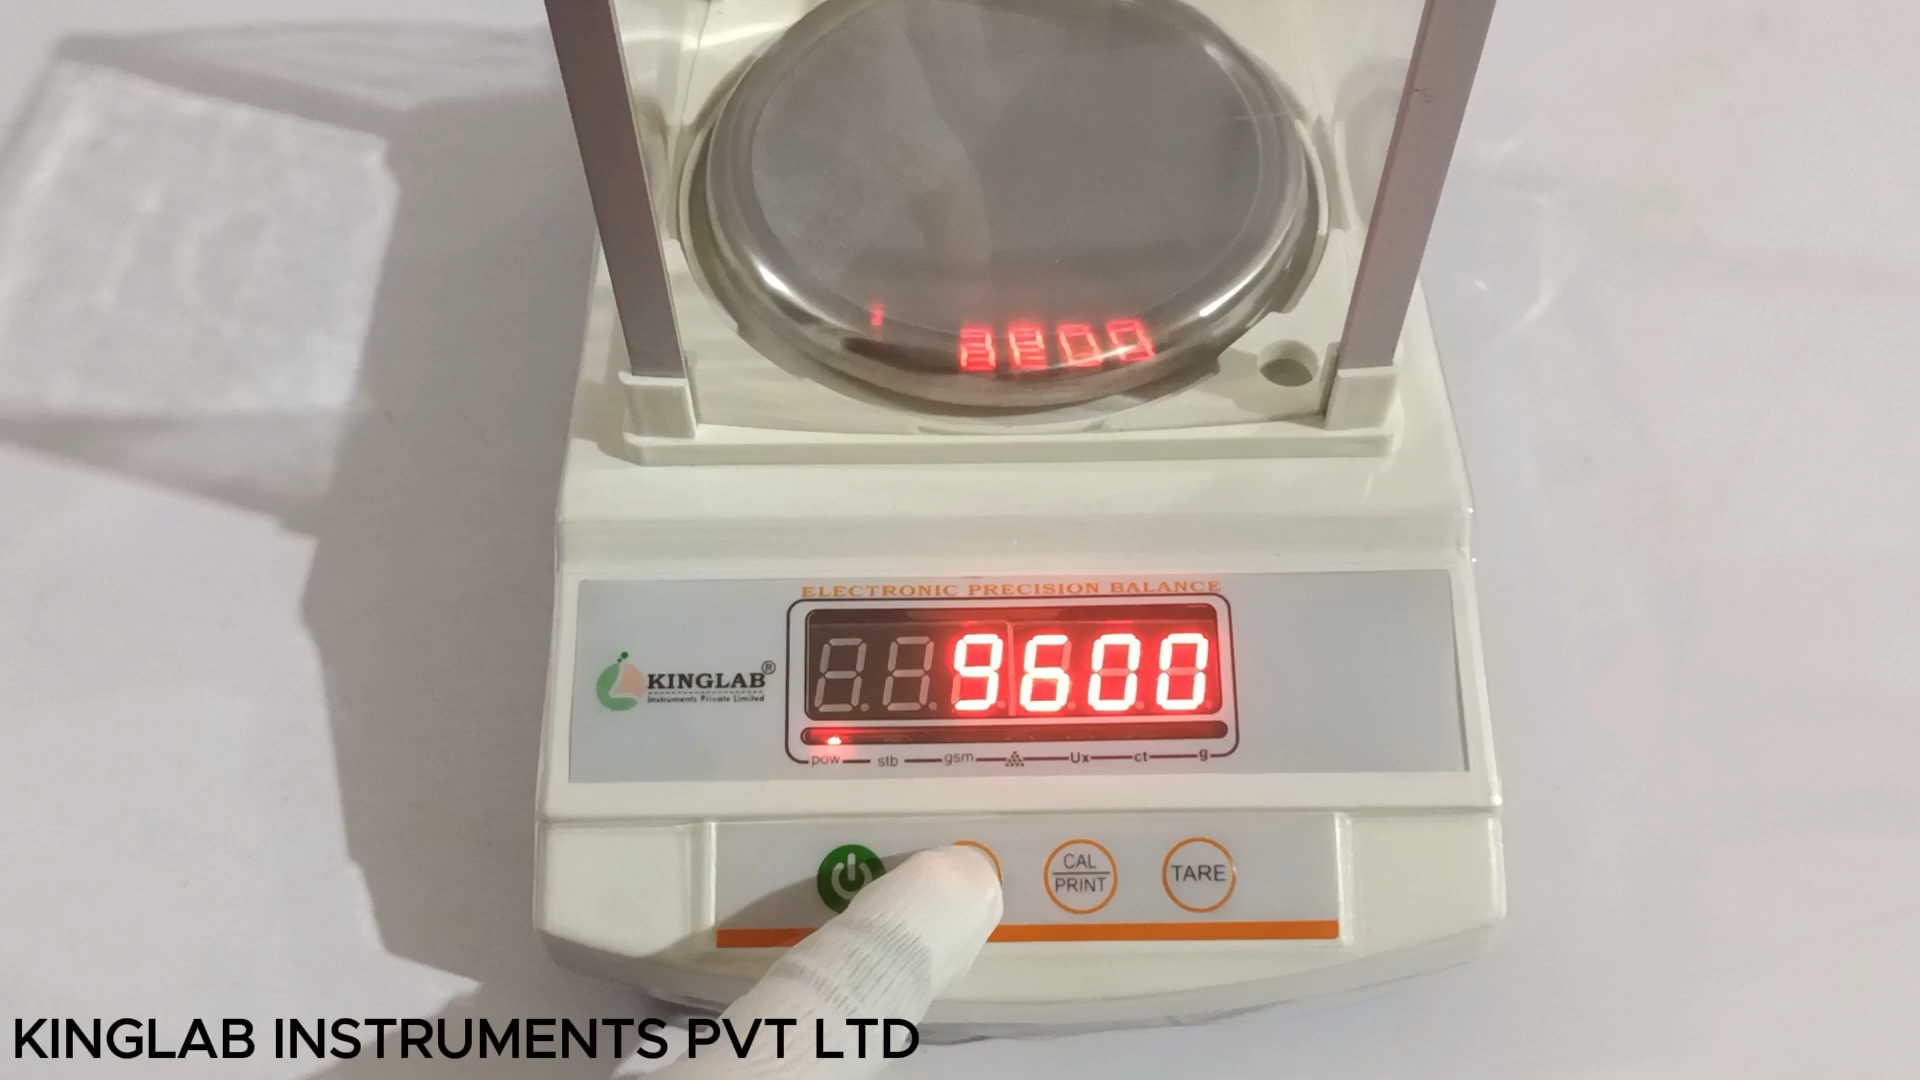 ELECTRONIC PRECISION BALANCE
9600
KINGLAB®
Instruments Private Limited
pow stb gsm Ux ct g
CAL
PRINT
TARE
KINGLAB INSTRUMENTS PVT LTD